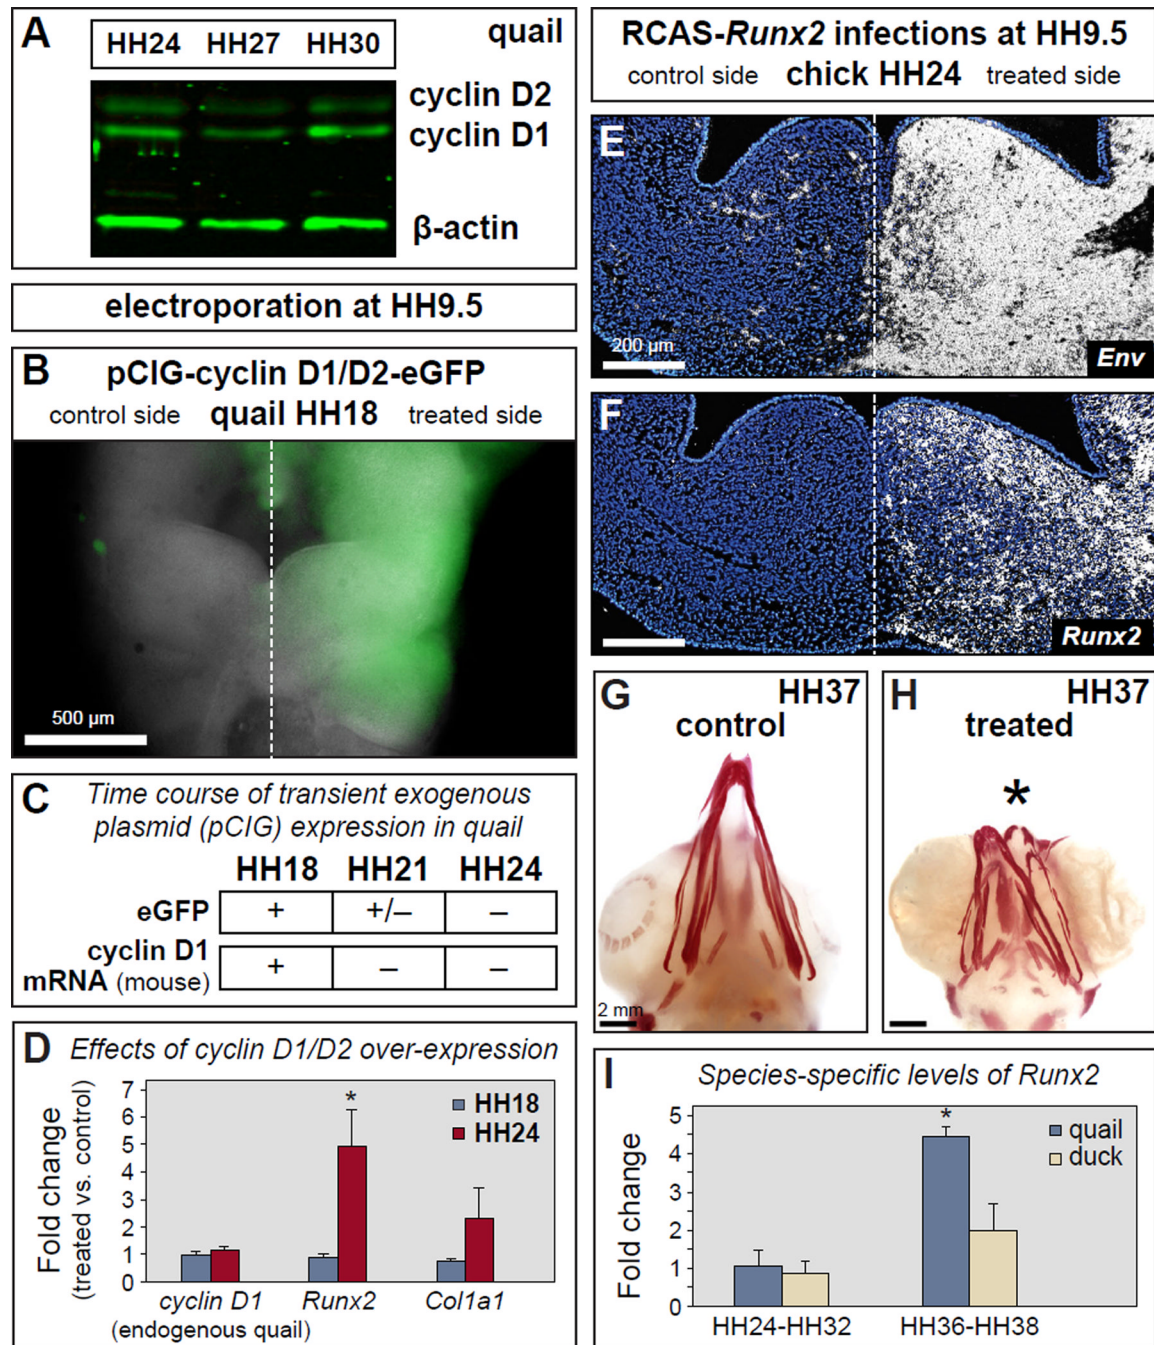 A
HH24 HH27 HH30
quail
cyclin D2
cyclin D1
β-actin
electroporation at HH9.5
B pCIG-cyclin D1/D2-eGFP
control side quail HH18 treated side
500 µm
C Time course of transient exogenous
plasmid (pCIG) expression in quail
HH18 HH21 HH24
eGFP + +/– –
cyclin D1
mRNA (mouse) + – –
D Effects of cyclin D1/D2 over-expression
Fold change
(treated vs. control)
7
6
5
4
3
2
1
0
*
HH18
HH24
cyclin D1 Runx2 Col1a1
(endogenous quail)
RCAS-Runx2 infections at HH9.5
control side chick HH24 treated side
E
200 µm
Env
F
Runx2
G HH37
control
2 mm
H HH37
treated
*
I Species-specific levels of Runx2
Fold change
5
4
3
2
1
0
*
quail
duck
HH24-HH32 HH36-HH38